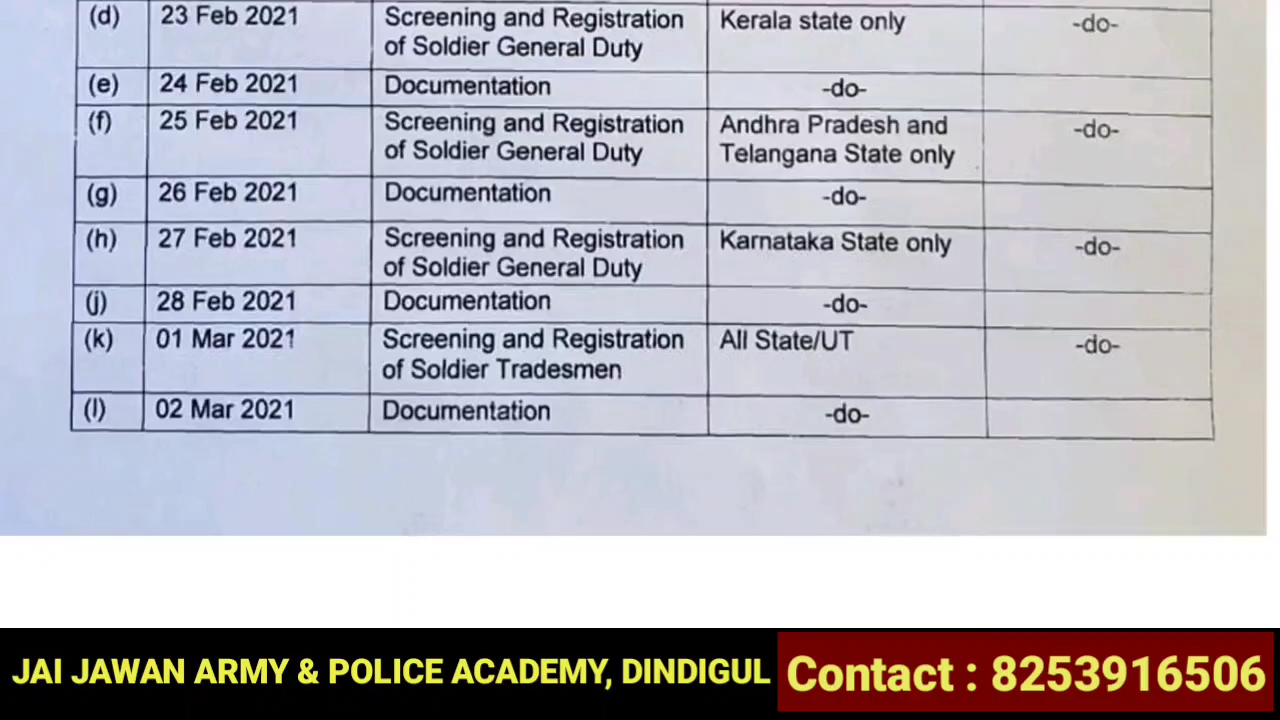 (d) 23 Feb 2021 Screening and Registration Kerala state only -do-
of Soldier General Duty
(e) 24 Feb 2021 Documentation -do-
(f) 25 Feb 2021 Screening and Registration Andhra Pradesh and -do-
of Soldier General Duty Telangana State only
(g) 26 Feb 2021 Documentation -do-
(h) 27 Feb 2021 Screening and Registration Karnataka State only -do-
of Soldier General Duty
(j) 28 Feb 2021 Documentation -do-
(k) 01 Mar 2021 Screening and Registration All State/UT -do-
of Soldier Tradesmen
(l) 02 Mar 2021 Documentation -do-
JAI JAWAN ARMY & POLICE ACADEMY, DINDIGUL Contact : 8253916506